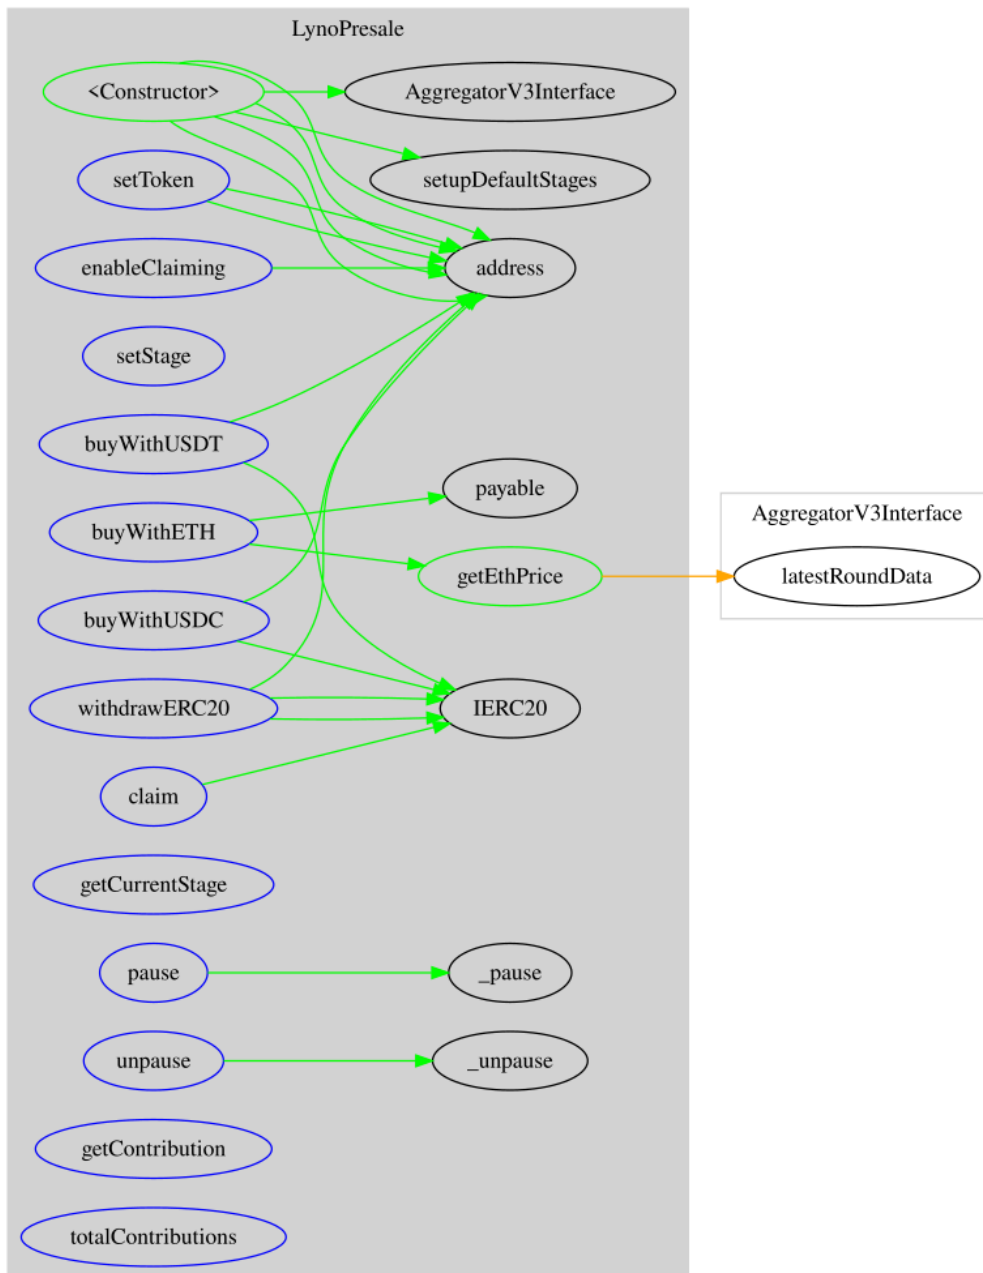 LynoPresale
<Constructor>
AggregatorV3Interface
setToken
setupDefaultStages
enableClaiming
address
setStage
buyWithUSDT
payable
buyWithETH
getEthPrice
AggregatorV3Interface
latestRoundData
buyWithUSDC
withdrawERC20
IERC20
claim
getCurrentStage
pause
_pause
unpause
_unpause
getContribution
totalContributions